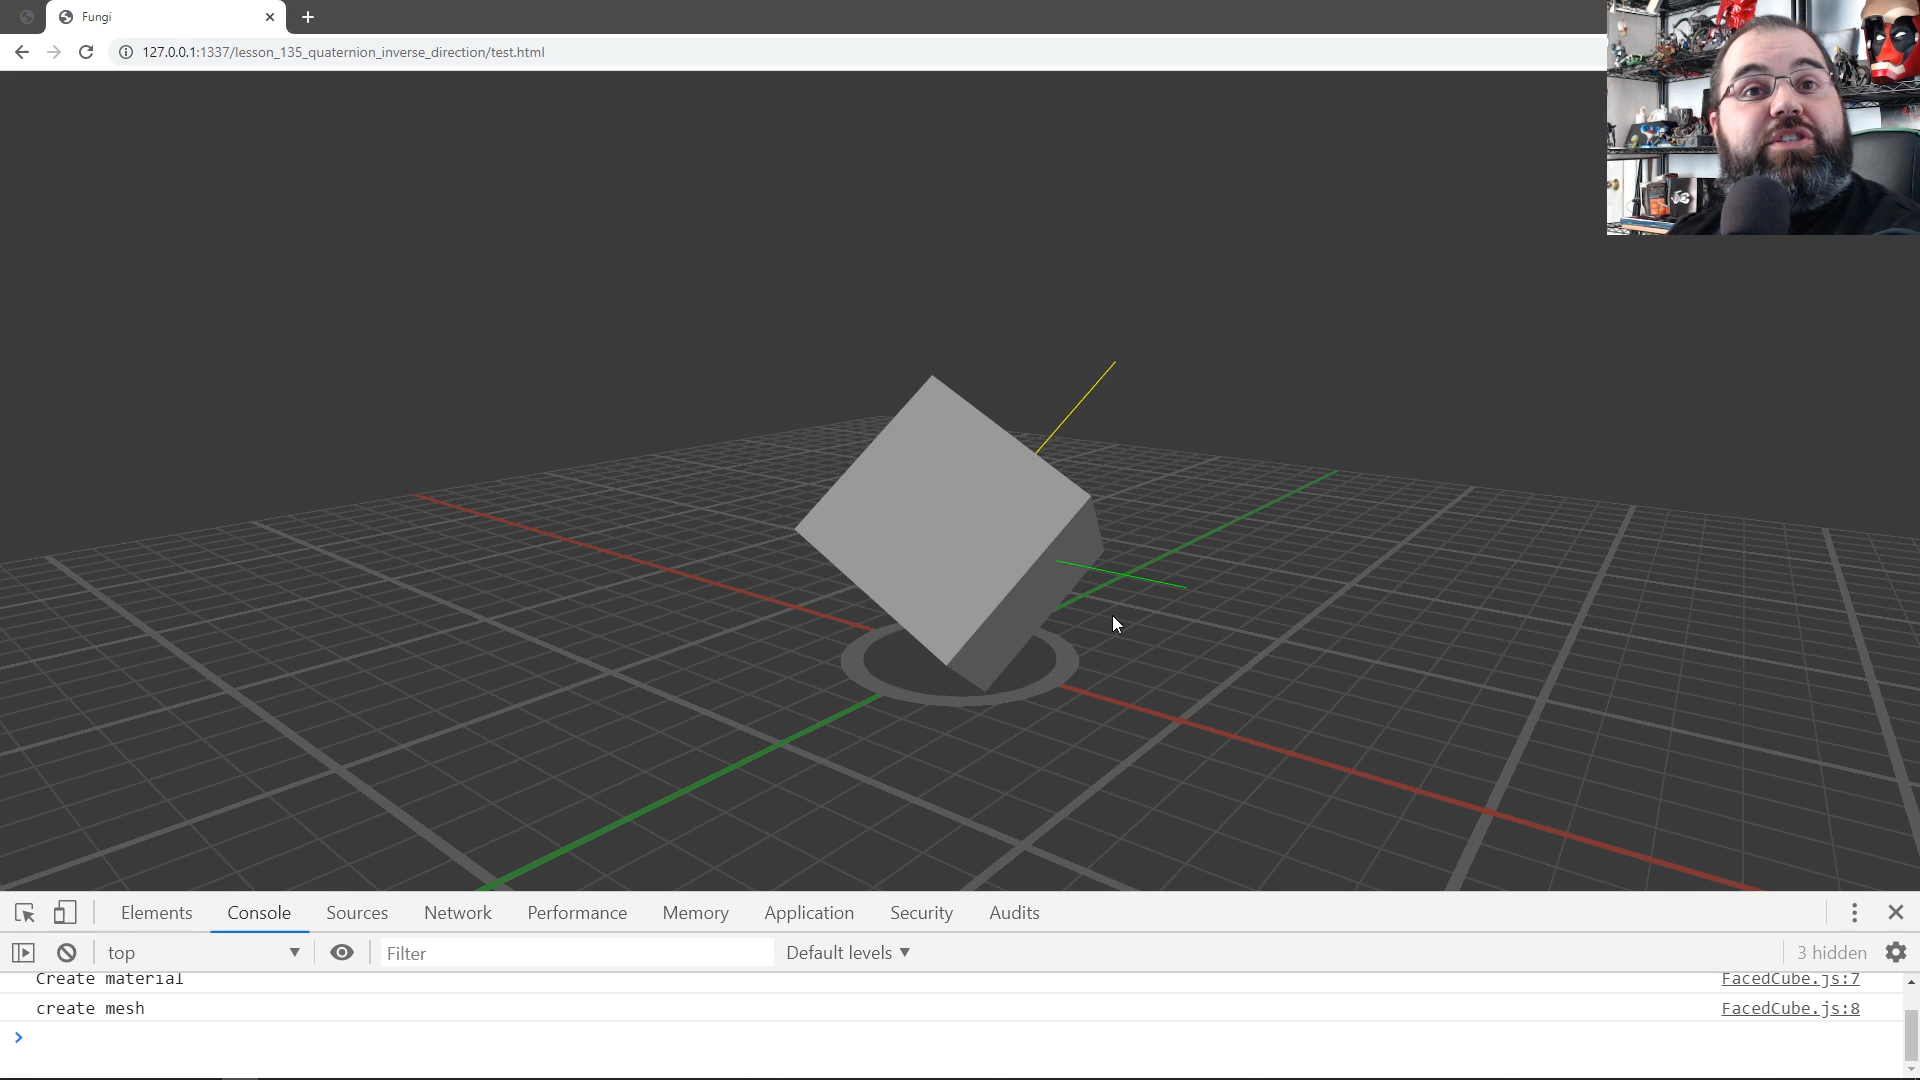 Fungi
127.0.0.1:1337/lesson_135_quaternion_inverse_direction/test.html
Elements Console Sources Network Performance Memory Application Security Audits
top Filter Default levels 3 hidden
Create material FacedCube.js:7
create mesh FacedCube.js:8